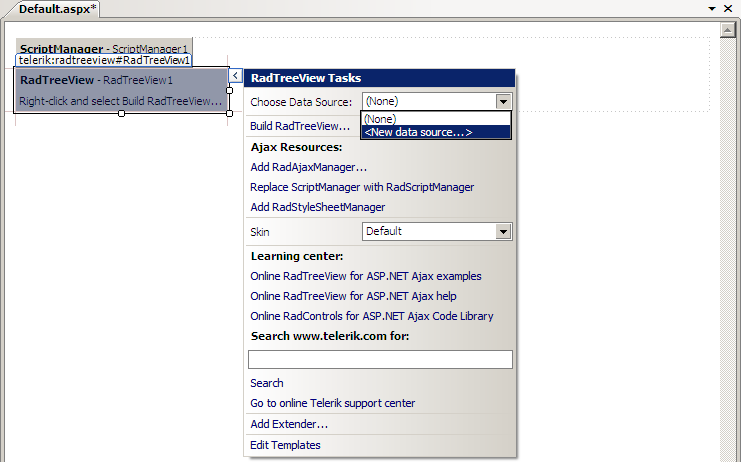 Default.aspx*
ScriptManager - ScriptManager1
telerik:radtreeview#RadTreeView1
RadTreeView - RadTreeView1
Right-click and select Build RadTreeView...
RadTreeView Tasks
Choose Data Source: (None)
(None)
<New data source...>
Build RadTreeView...
Ajax Resources:
Add RadAjaxManager...
Replace ScriptManager with RadScriptManager
Add RadStyleSheetManager
Skin Default
Learning center:
Online RadTreeView for ASP.NET Ajax examples
Online RadTreeView for ASP.NET Ajax help
Online RadControls for ASP.NET Ajax Code Library
Search www.telerik.com for:
Search
Go to online Telerik support center
Add Extender...
Edit Templates